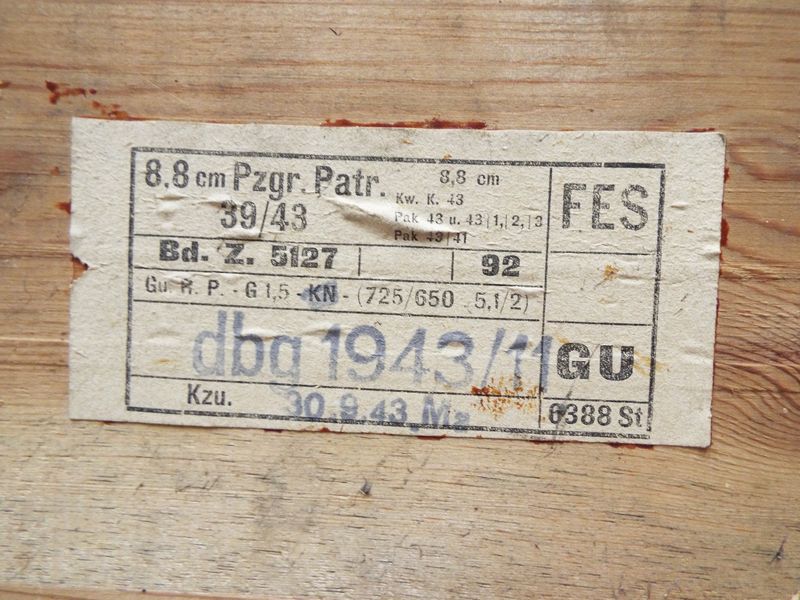 8,8 cm Pzgr. Patr.
39/43
8,8 cm
Kw. K. 43
Pak 43 u. 43|1,|2,|3
Pak 43|41
FES
Bd. Z. 5127
92
Gu. R. P. - G 1,5 - KN - (725/650 5,1/2)
dbg 1943/11
GU
Kzu.
30.9.43 Mz
6388 St